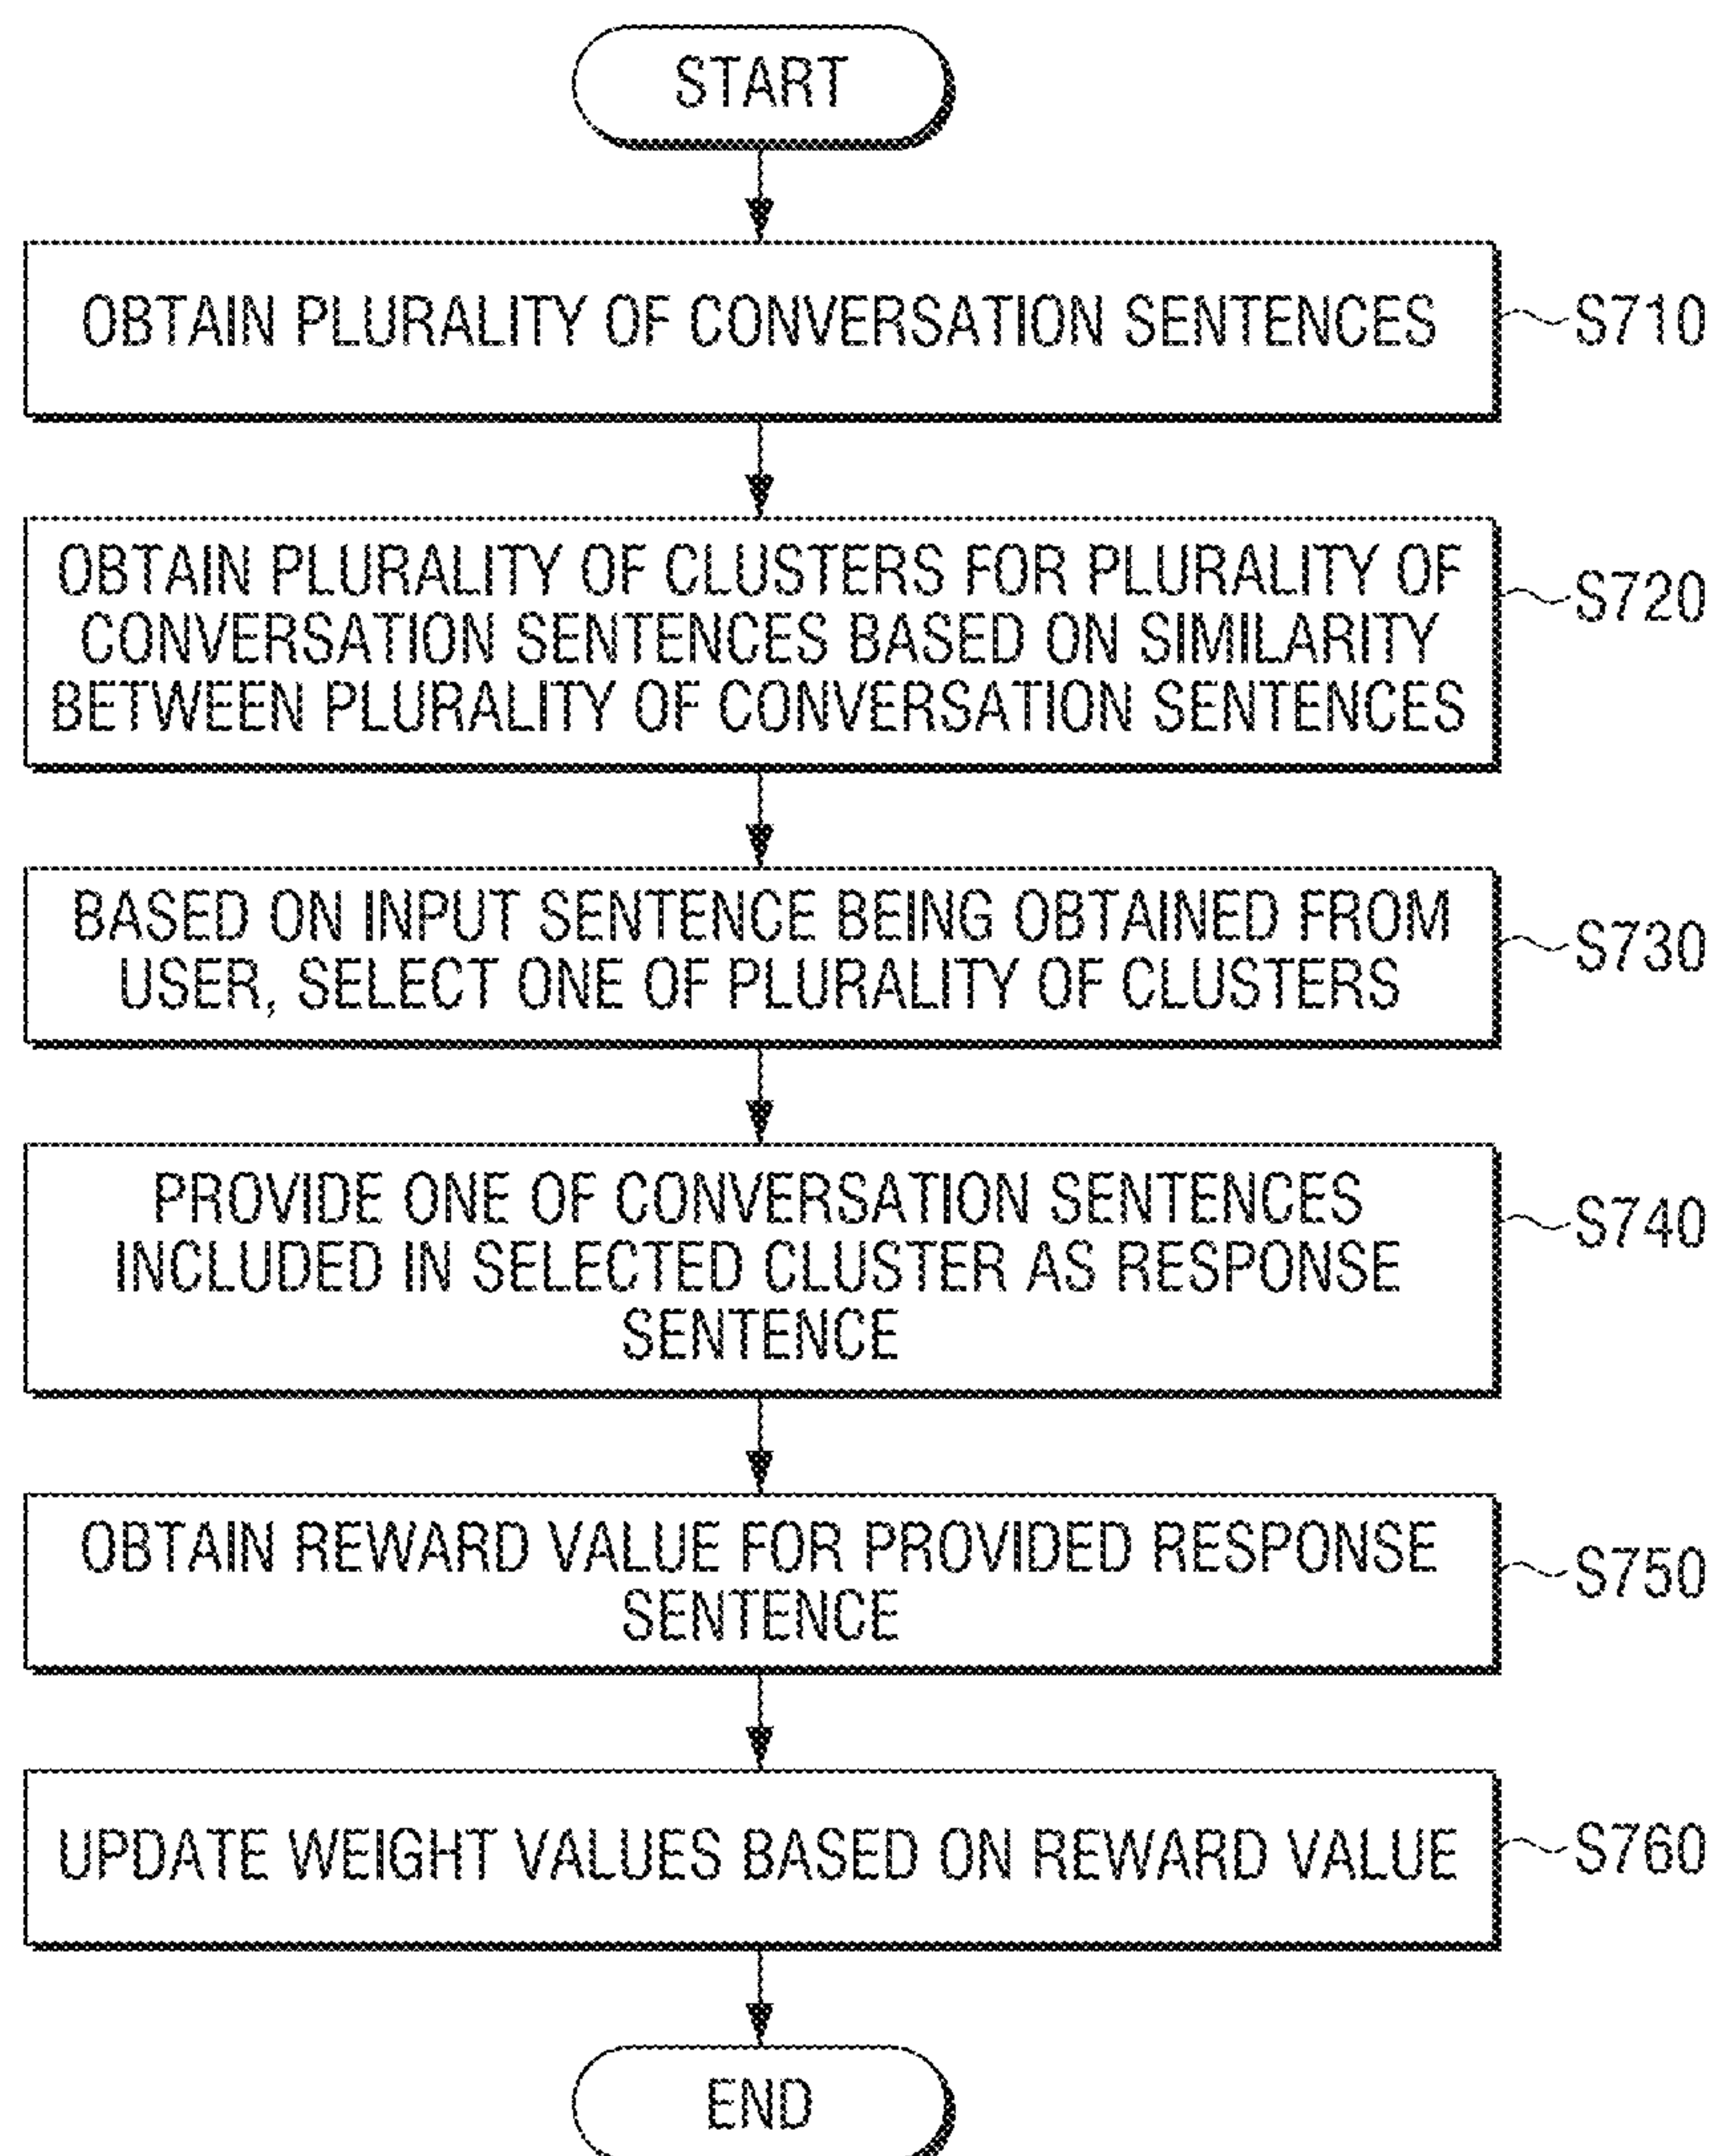 START
OBTAIN PLURALITY OF CONVERSATION SENTENCES
S710
OBTAIN PLURALITY OF CLUSTERS FOR PLURALITY OF
CONVERSATION SENTENCES BASED ON SIMILARITY
BETWEEN PLURALITY OF CONVERSATION SENTENCES
S720
BASED ON INPUT SENTENCE BEING OBTAINED FROM
USER, SELECT ONE OF PLURALITY OF CLUSTERS
S730
PROVIDE ONE OF CONVERSATION SENTENCES
INCLUDED IN SELECTED CLUSTER AS RESPONSE
SENTENCE
S740
OBTAIN REWARD VALUE FOR PROVIDED RESPONSE
SENTENCE
S750
UPDATE WEIGHT VALUES BASED ON REWARD VALUE
S760
END